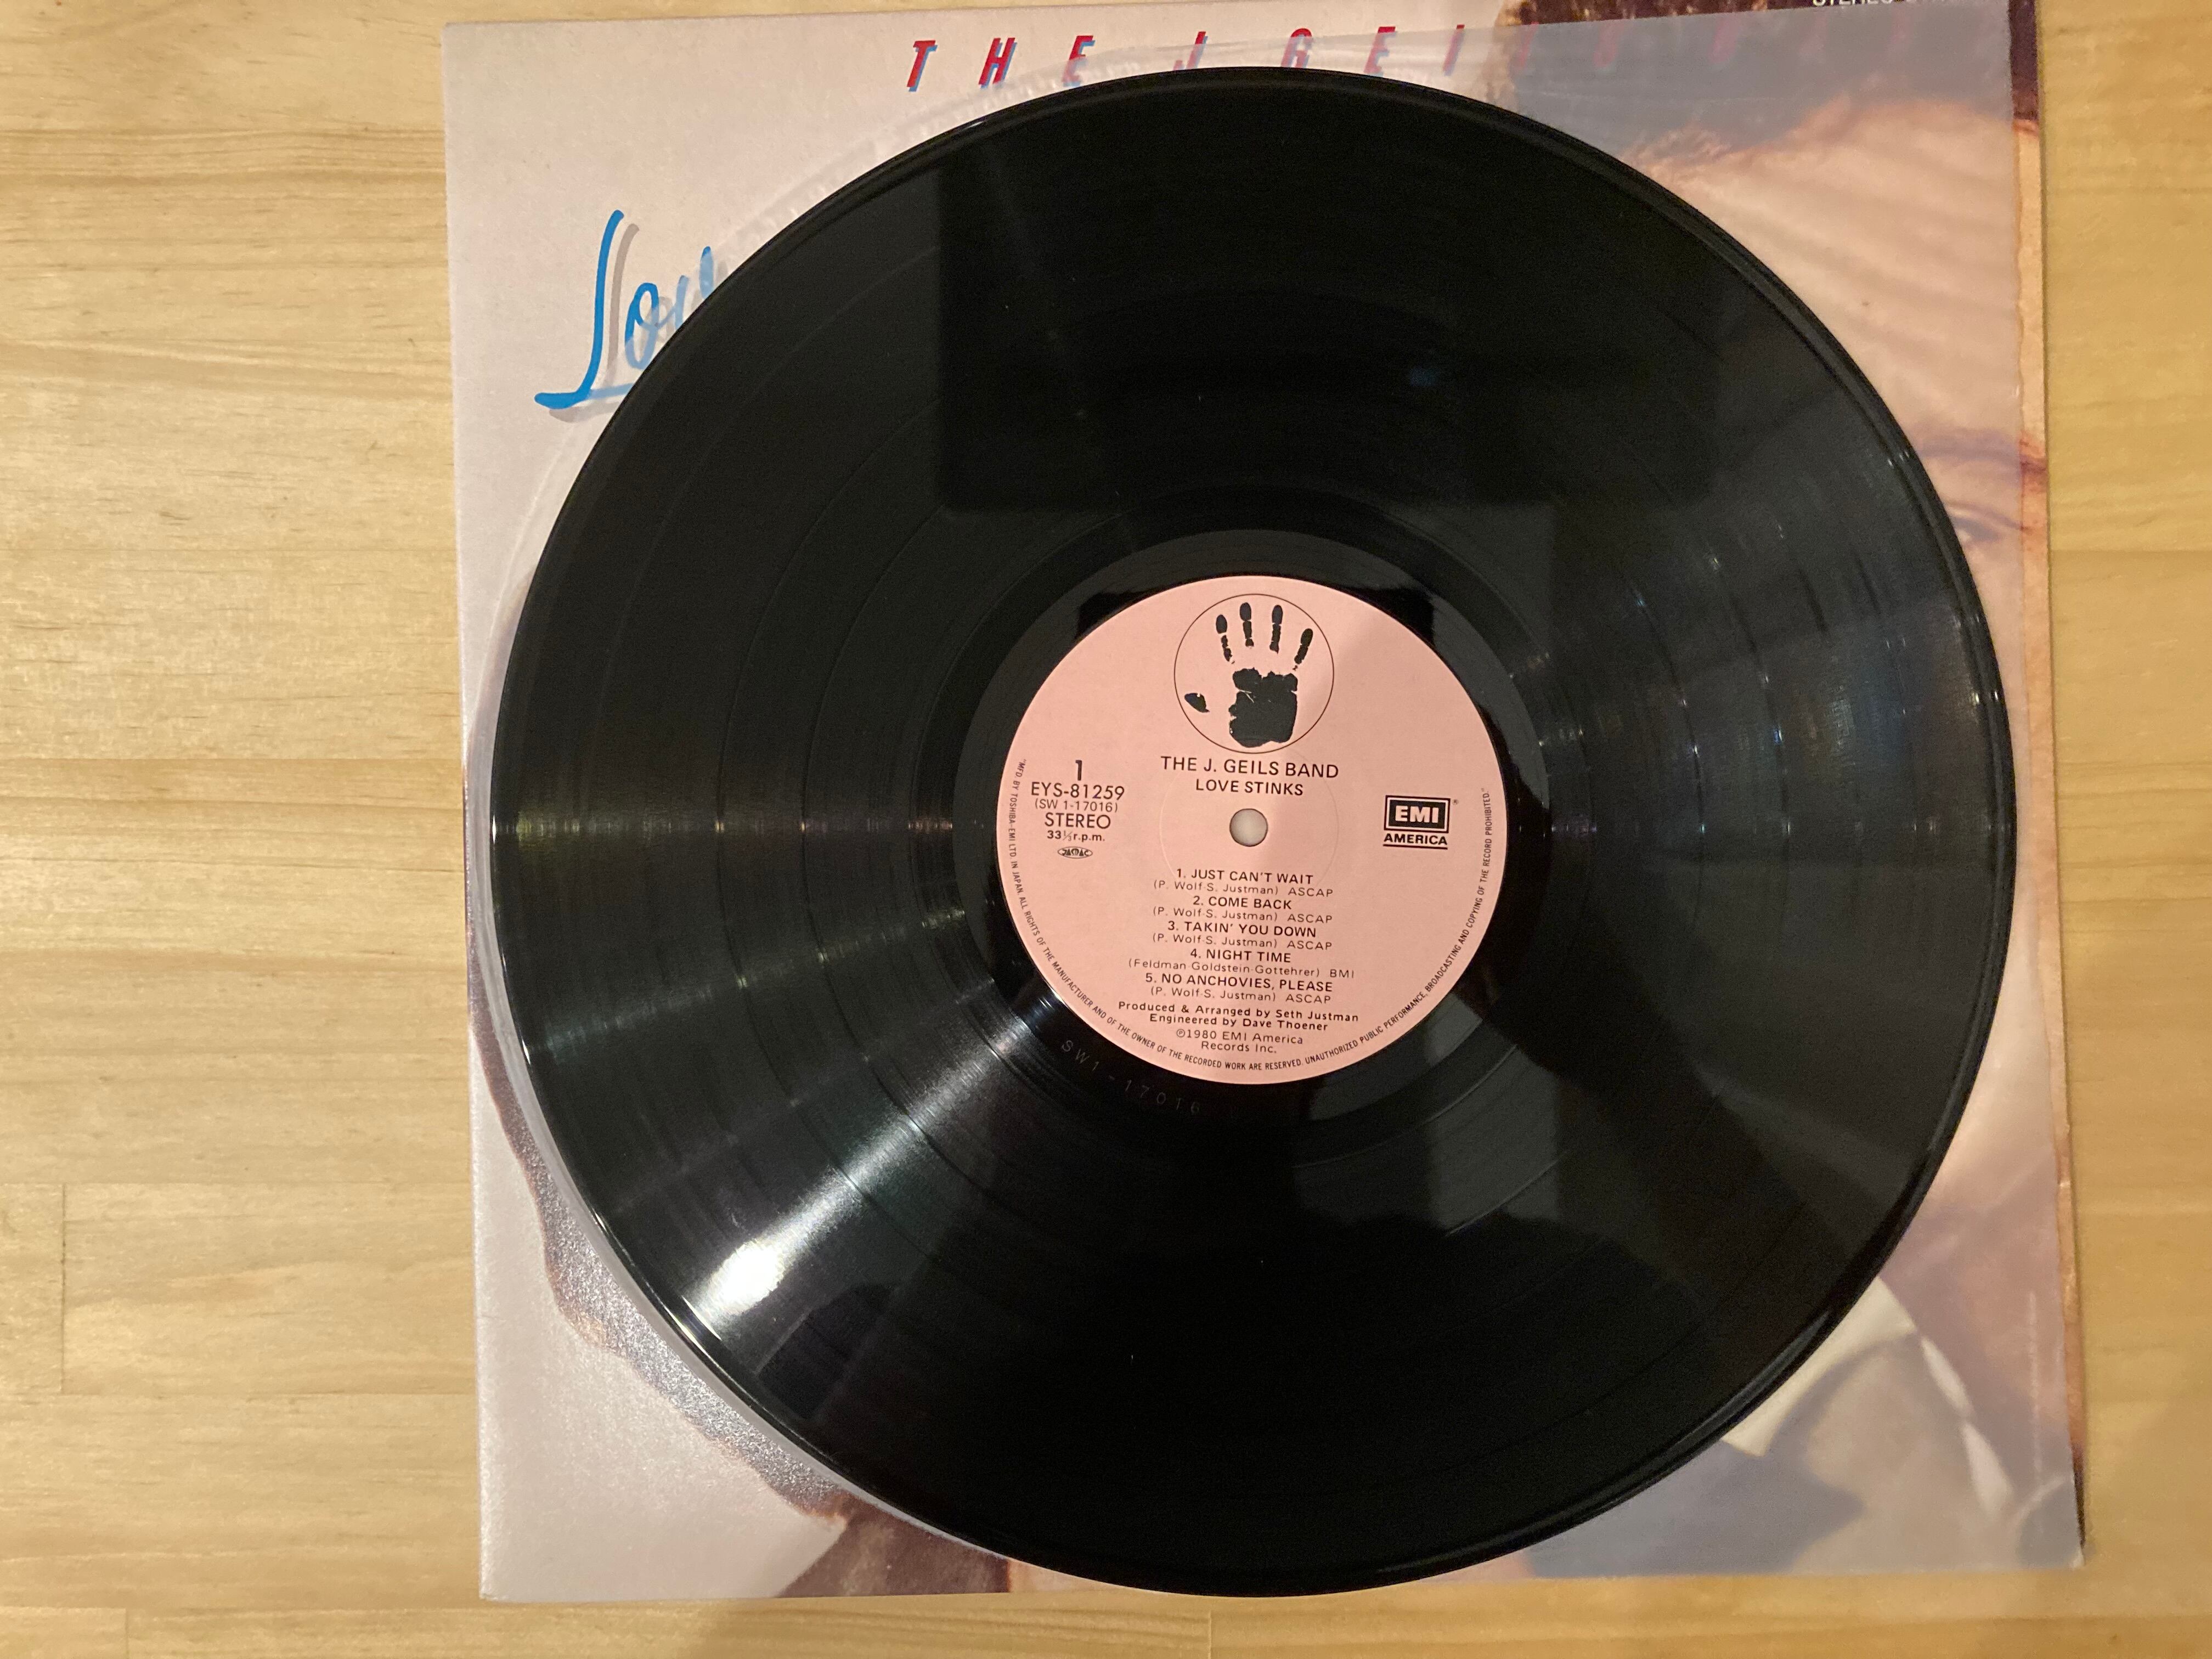 STEREO
THE J. GEILS
Lov
THE J. GEILS BAND
LOVE STINKS
1
EYS-81259
(SW 1-17016)
STEREO
33⅓r.p.m.
JASRAC
EMI
®
AMERICA
1. JUST CAN'T WAIT
(P. Wolf-S. Justman) ASCAP
2. COME BACK
(P. Wolf-S. Justman) ASCAP
3. TAKIN' YOU DOWN
(P. Wolf-S. Justman) ASCAP
4. NIGHT TIME
(Feldman-Goldstein-Gottehrer) BMI
5. NO ANCHOVIES, PLEASE
(P. Wolf-S. Justman) ASCAP
Produced & Arranged by Seth Justman
Engineered by Dave Thoener
℗1980 EMI America
Records Inc.
"MFD. BY TOSHIBA-EMI LTD. IN JAPAN. ALL RIGHTS OF THE MANUFACTURER AND OF THE OWNER OF THE RECORDED WORK ARE RESERVED. UNAUTHORIZED PUBLIC PERFORMANCE, BROADCASTING AND COPYING OF THE RECORD PROHIBITED."
SW1-17016